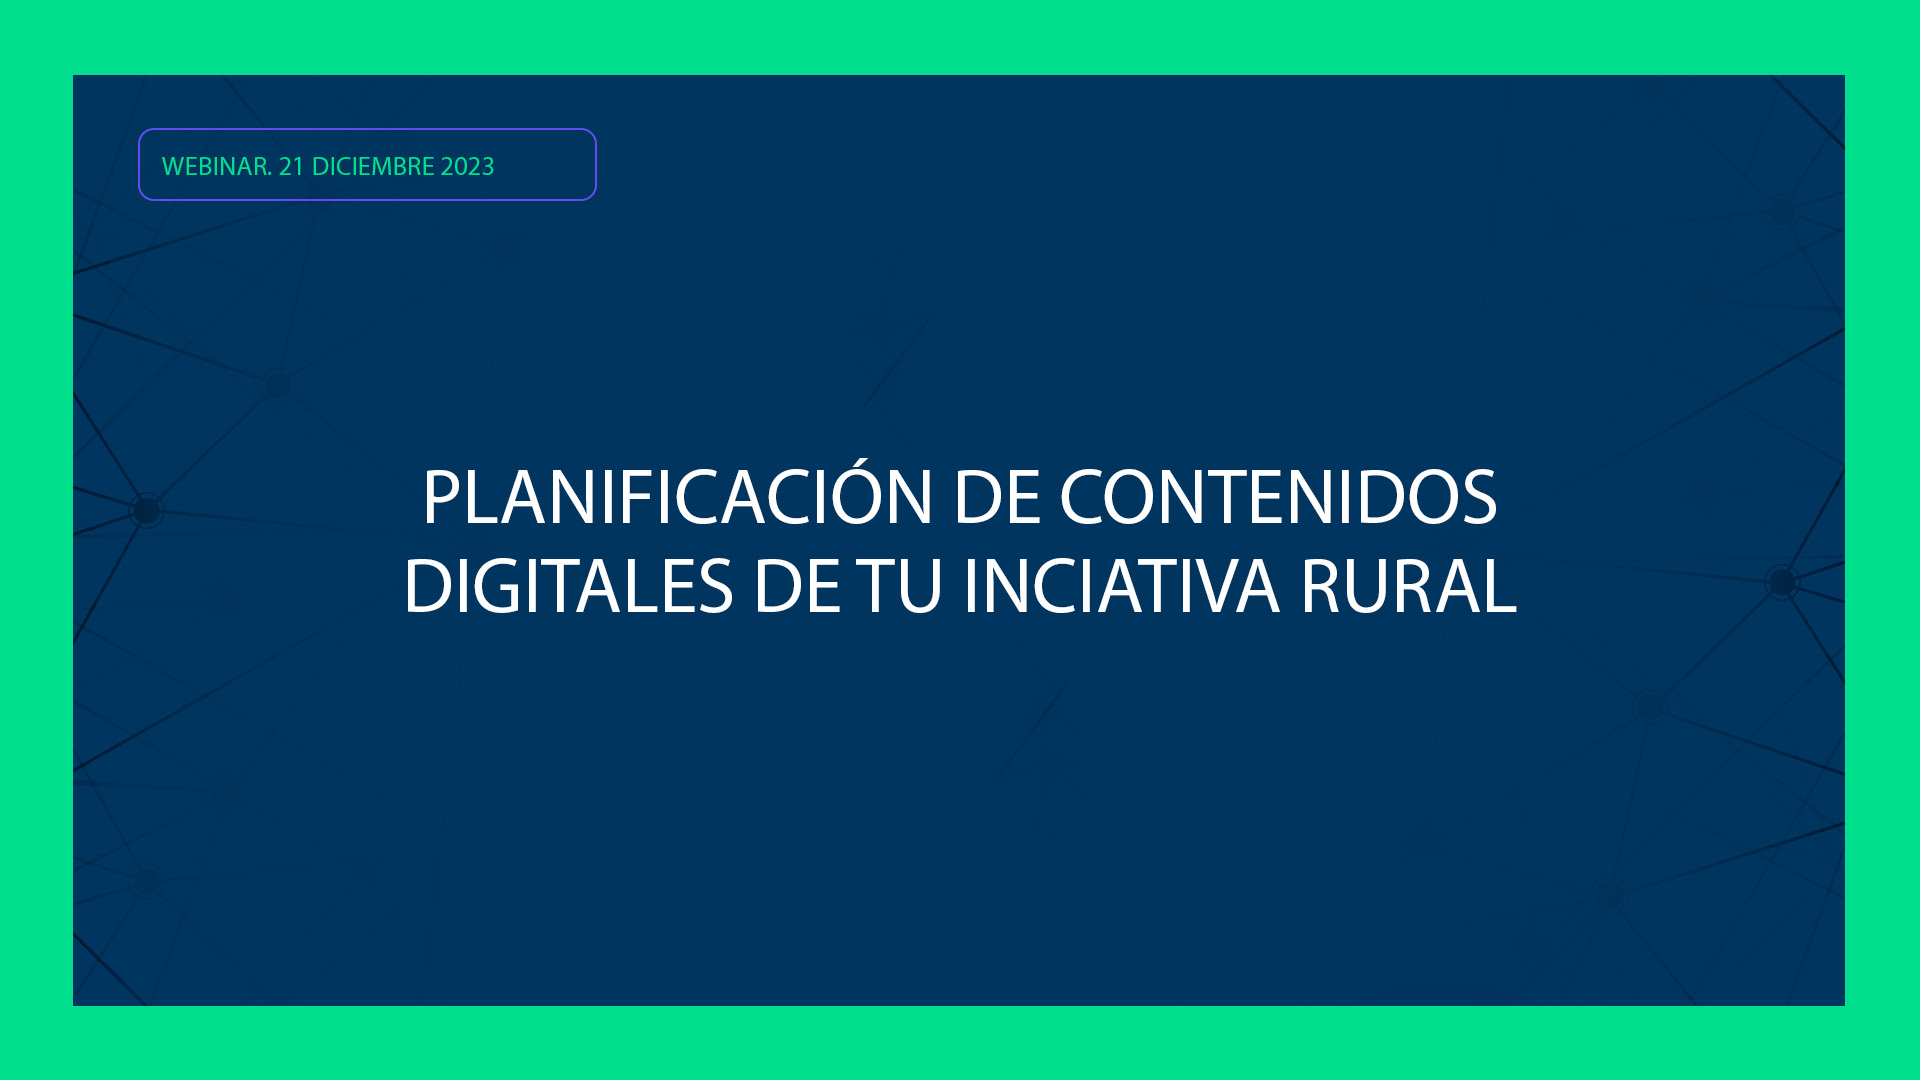 WEBINAR. 21 DICIEMBRE 2023
PLANIFICACIÓN DE CONTENIDOS
DIGITALES DE TU INCIATIVA RURAL